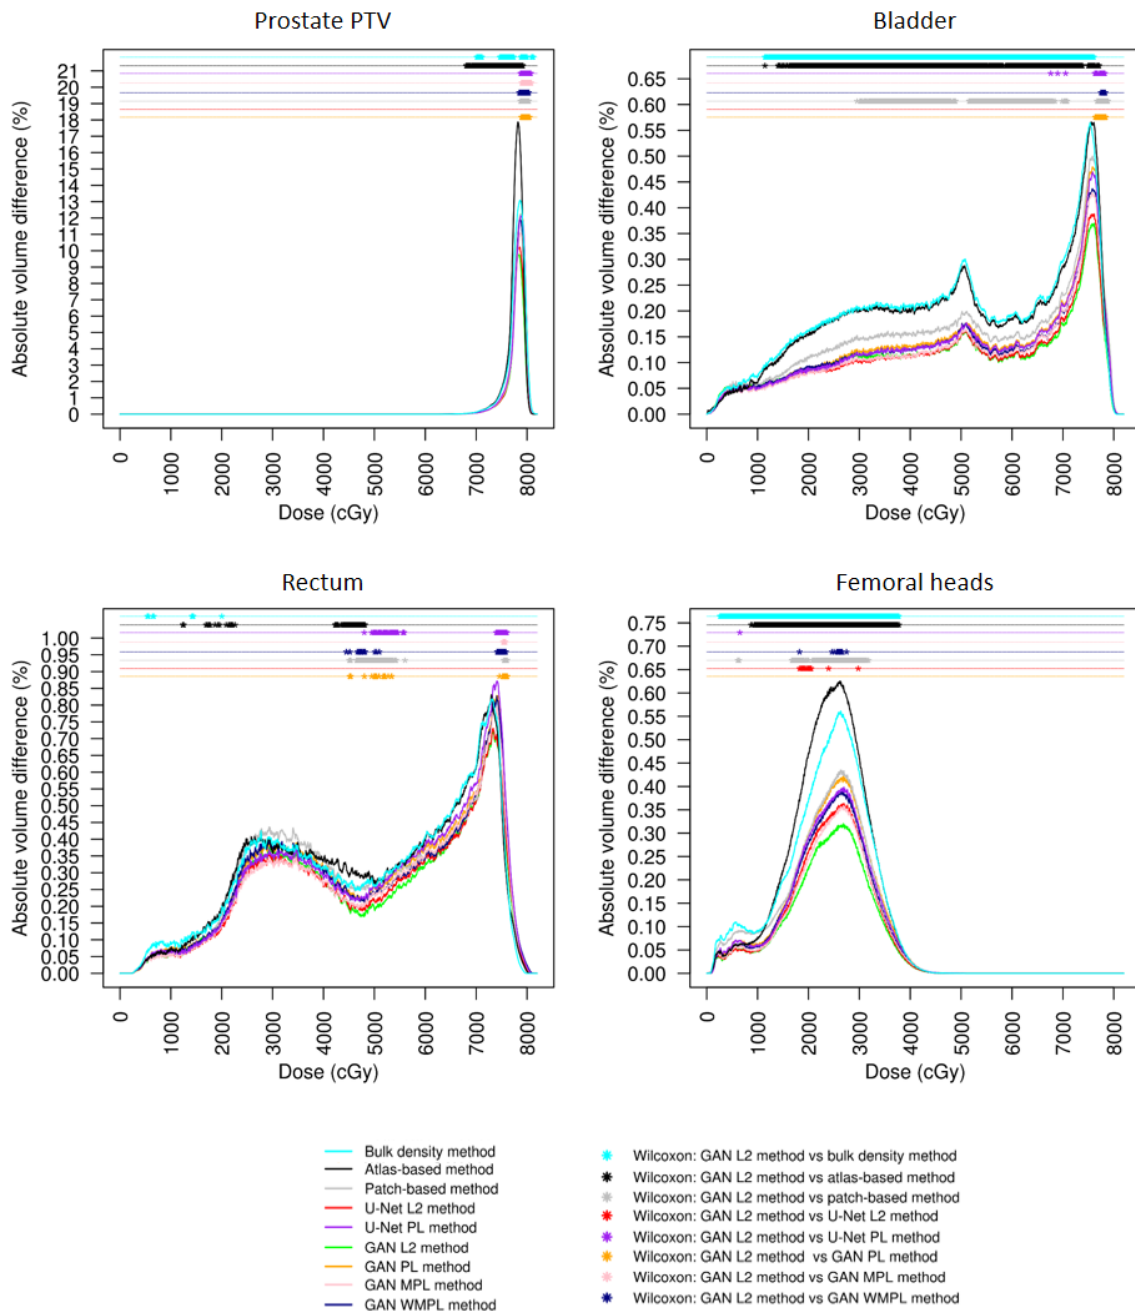 Prostate PTV
Absolute volume difference (%)
21
20
19
18
17
16
15
14
13
12
11
10
9
8
7
6
5
4
3
2
1
0
0 1000 2000 3000 4000 5000 6000 7000 8000
Dose (cGy)
Bladder
Absolute volume difference (%)
0.65
0.60
0.55
0.50
0.45
0.40
0.35
0.30
0.25
0.20
0.15
0.10
0.05
0.00
0 1000 2000 3000 4000 5000 6000 7000 8000
Dose (cGy)
Rectum
Absolute volume difference (%)
1.00
0.95
0.90
0.85
0.80
0.75
0.70
0.65
0.60
0.55
0.50
0.45
0.40
0.35
0.30
0.25
0.20
0.15
0.10
0.05
0.00
0 1000 2000 3000 4000 5000 6000 7000 8000
Dose (cGy)
Femoral heads
Absolute volume difference (%)
0.75
0.70
0.65
0.60
0.55
0.50
0.45
0.40
0.35
0.30
0.25
0.20
0.15
0.10
0.05
0.00
0 1000 2000 3000 4000 5000 6000 7000 8000
Dose (cGy)
Bulk density method
Atlas-based method
Patch-based method
U-Net L2 method
U-Net PL method
GAN L2 method
GAN PL method
GAN MPL method
GAN WMPL method
Wilcoxon: GAN L2 method vs bulk density method
Wilcoxon: GAN L2 method vs atlas-based method
Wilcoxon: GAN L2 method vs patch-based method
Wilcoxon: GAN L2 method vs U-Net L2 method
Wilcoxon: GAN L2 method vs U-Net PL method
Wilcoxon: GAN L2 method  vs GAN PL method
Wilcoxon: GAN L2 method vs GAN MPL method
Wilcoxon: GAN L2 method vs GAN WMPL method